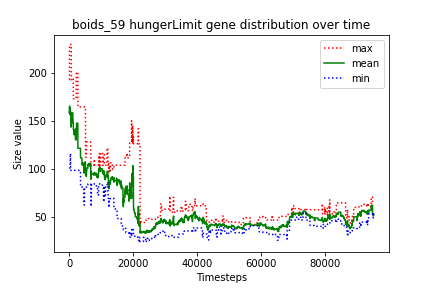 boids_59 hungerLimit gene distribution over time
max
mean
min
Size value
200
150
100
50
0
20000
40000
60000
80000
Timesteps